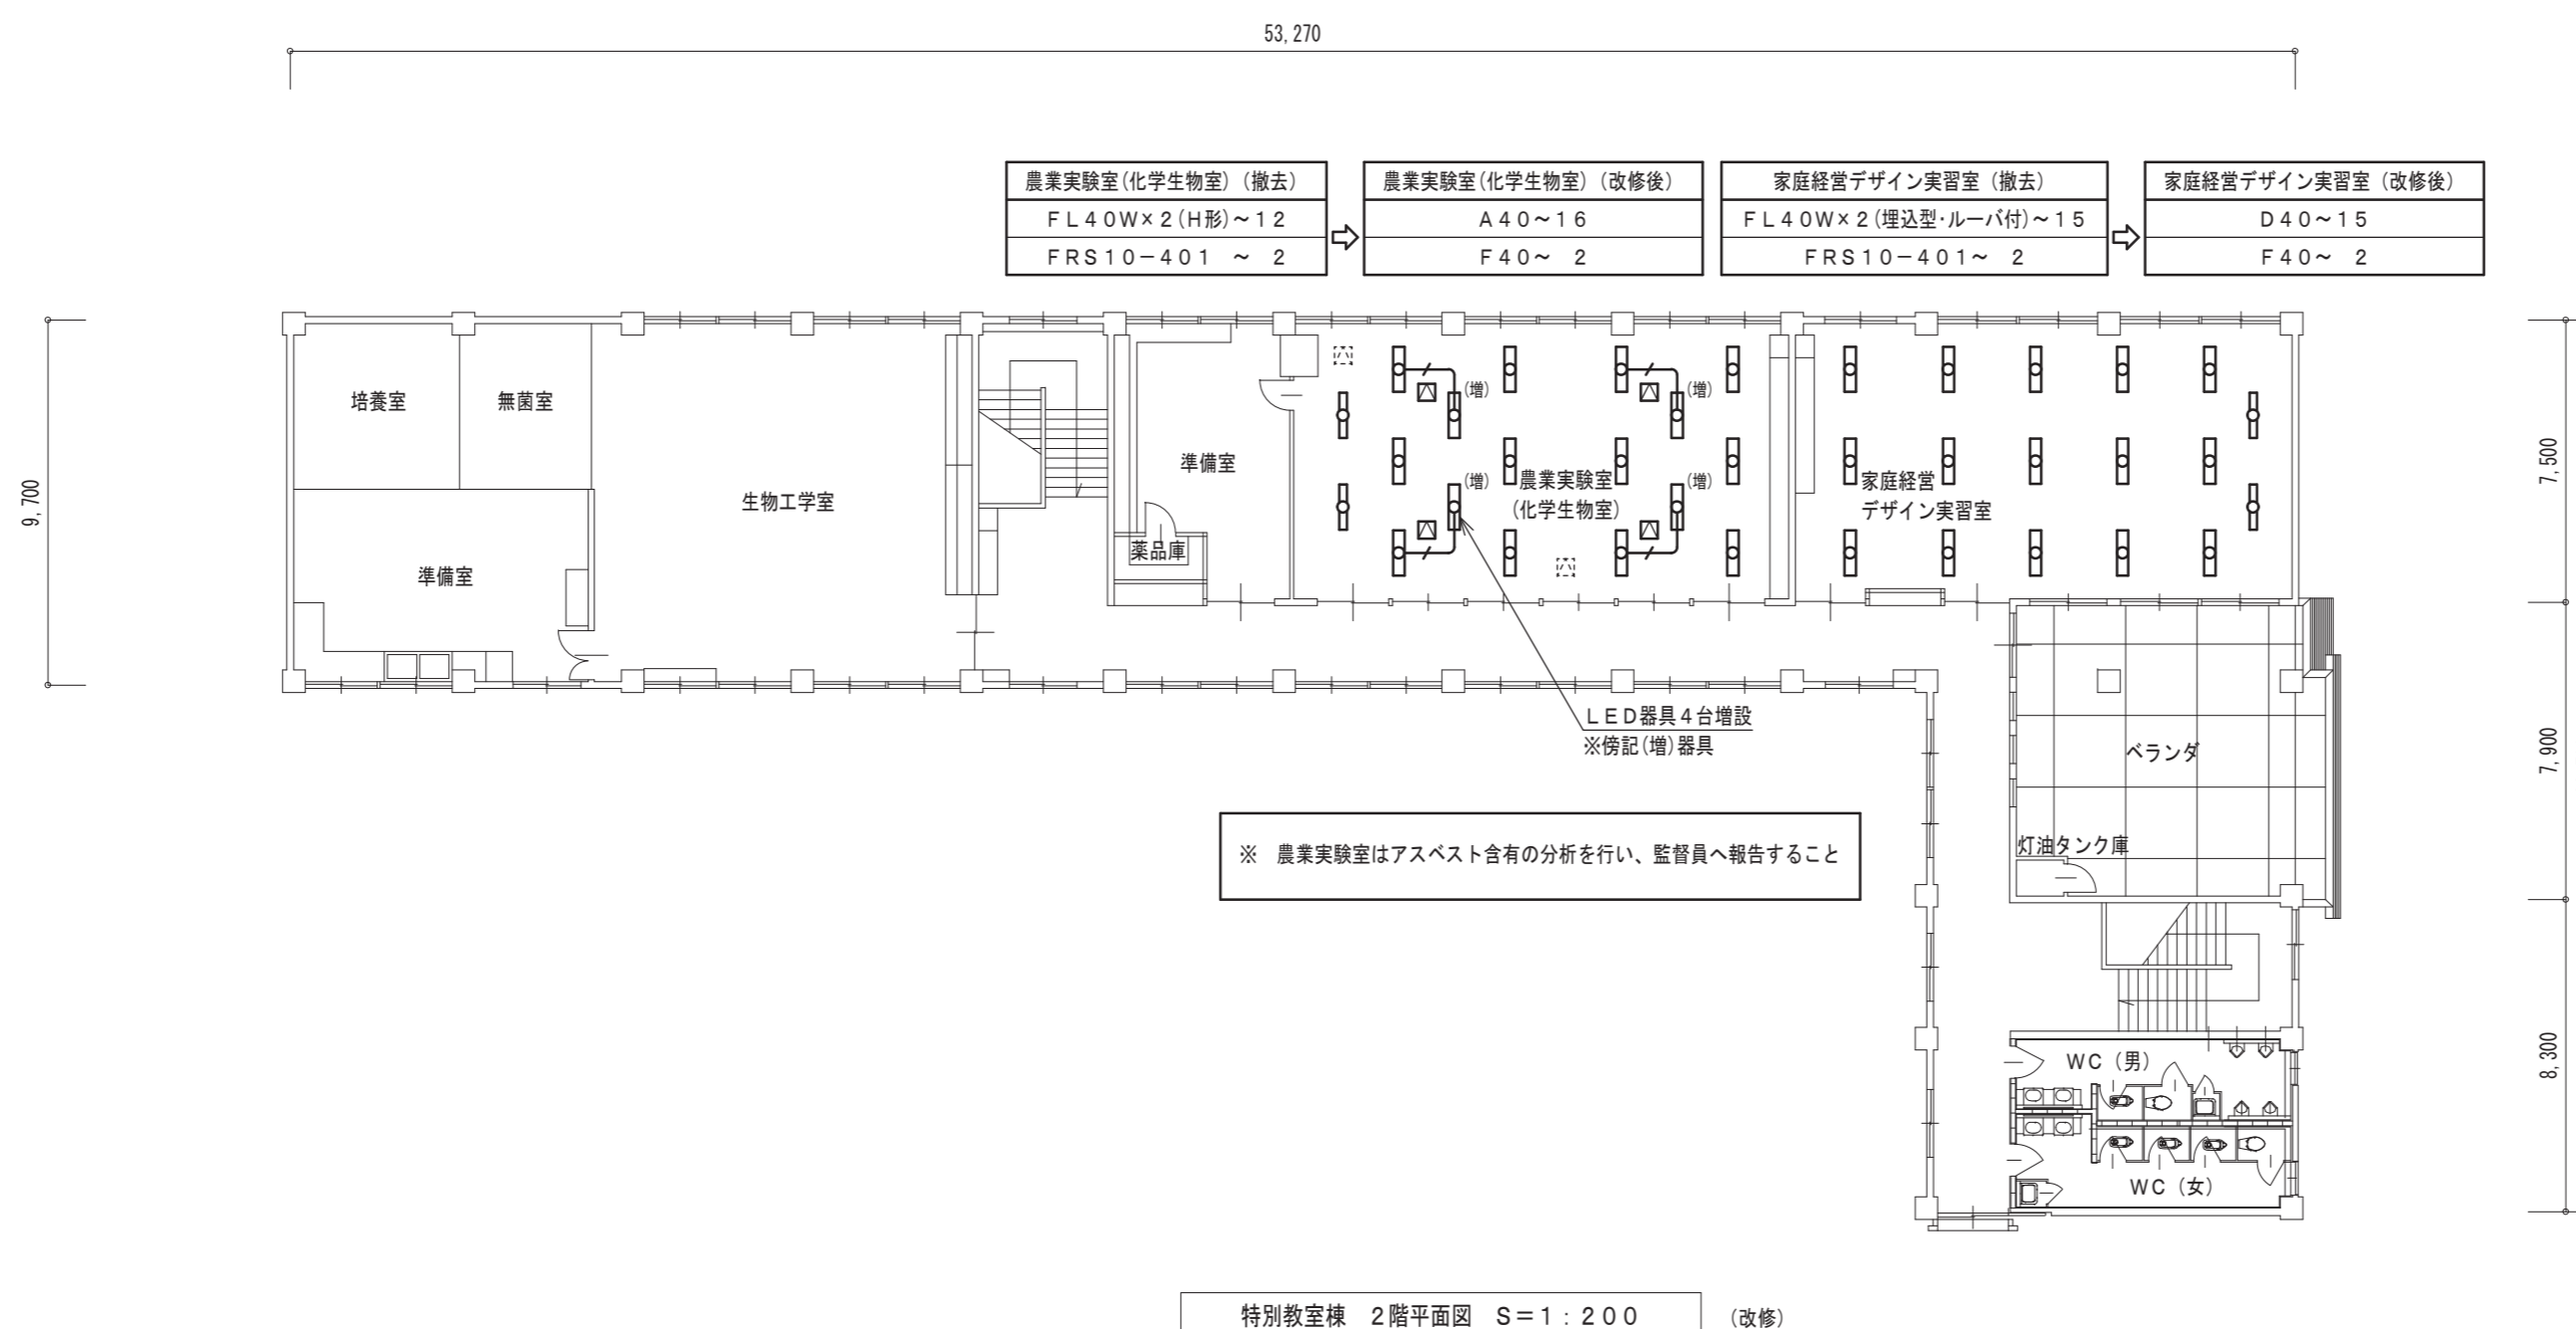 53,270
農業実験室(化学生物室)（撤去）
ＦＬ４０Ｗ×２(Ｈ形)～１２
ＦＲＳ１０－４０１　～　２
農業実験室(化学生物室)（改修後）
Ａ４０～１６
Ｆ４０～　２
家庭経営デザイン実習室（撤去）
ＦＬ４０Ｗ×２(埋込型･ルーバ付)～１５
ＦＲＳ１０－４０１～　２
家庭経営デザイン実習室（改修後）
Ｄ４０～１５
Ｆ４０～　２
9,700
7,500
7,900
8,300
培養室
無菌室
準備室
生物工学室
準備室
薬品庫
(増)
(増)
(増)
(増)
農業実験室
(化学生物室)
家庭経営
デザイン実習室
ＬＥＤ器具４台増設
※傍記(増)器具
ベランダ
灯油タンク庫
※　農業実験室はアスベスト含有の分析を行い、監督員へ報告すること
ＷＣ（男）
ＷＣ（女）
特別教室棟　２階平面図　Ｓ＝１：２００
（改修）